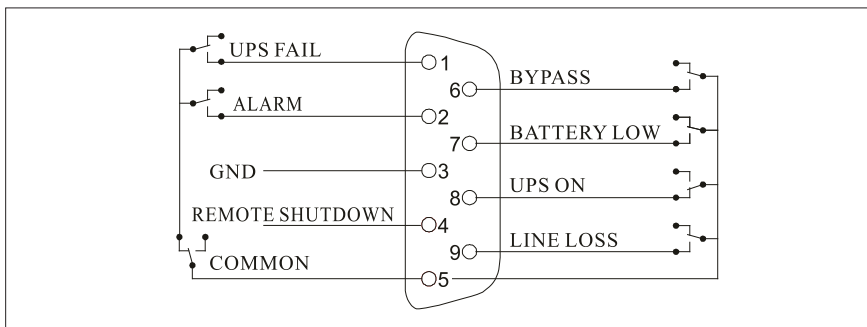 UPS FAIL
1
6
BYPASS
ALARM
2
7
BATTERY LOW
GND
3
8
UPS ON
REMOTE SHUTDOWN
4
9
LINE LOSS
COMMON
5